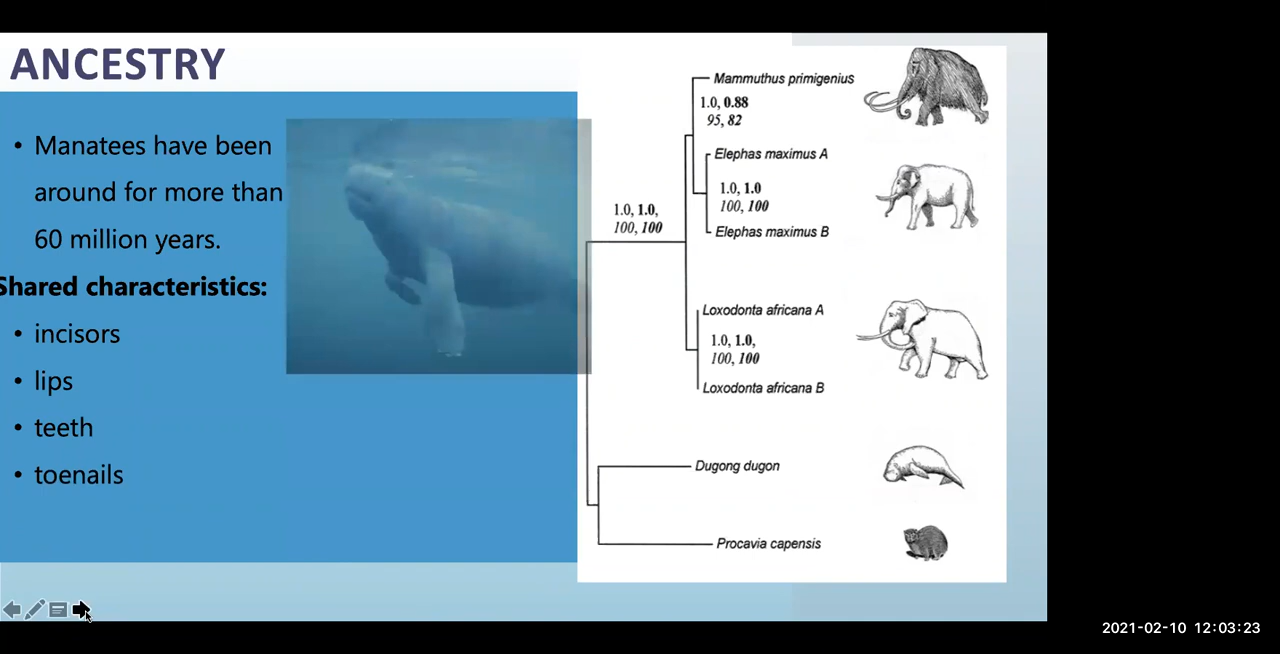 ANCESTRY
• Manatees have been
around for more than
60 million years.
Shared characteristics:
• incisors
• lips
• teeth
• toenails
Mammuthus primigenius
1.0, 0.88
95, 82
Elephas maximus A
1.0, 1.0
100, 100
Elephas maximus B
1.0, 1.0,
100, 100
Loxodonta africana A
1.0, 1.0,
100, 100
Loxodonta africana B
Dugong dugon
Procavia capensis
2021-02-10 12:03:23